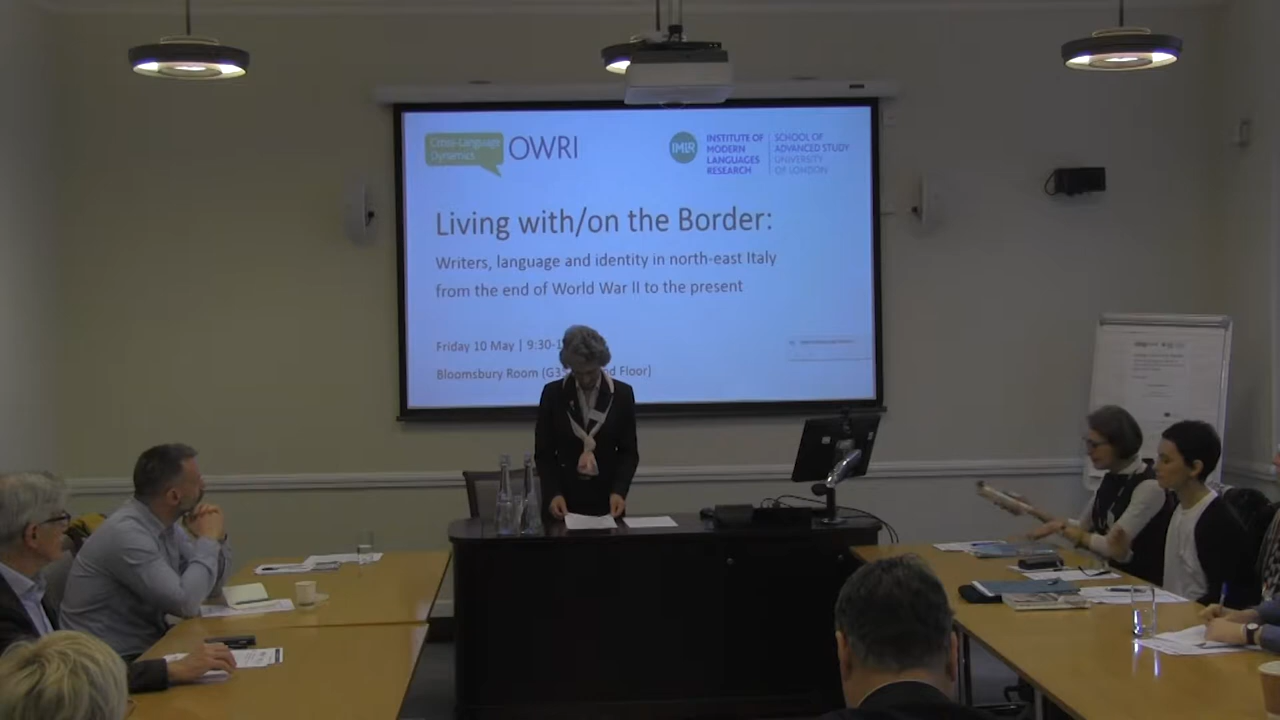 Cross-Language
Dynamics
OWRI
IMLR
INSTITUTE OF
MODERN
LANGUAGES
RESEARCH
SCHOOL OF
ADVANCED STUDY
UNIVERSITY
OF LONDON
Living with/on the Border:
Writers, language and identity in north-east Italy
from the end of World War II to the present
Friday 10 May | 9:30-1
Bloomsbury Room (G35 nd Floor)